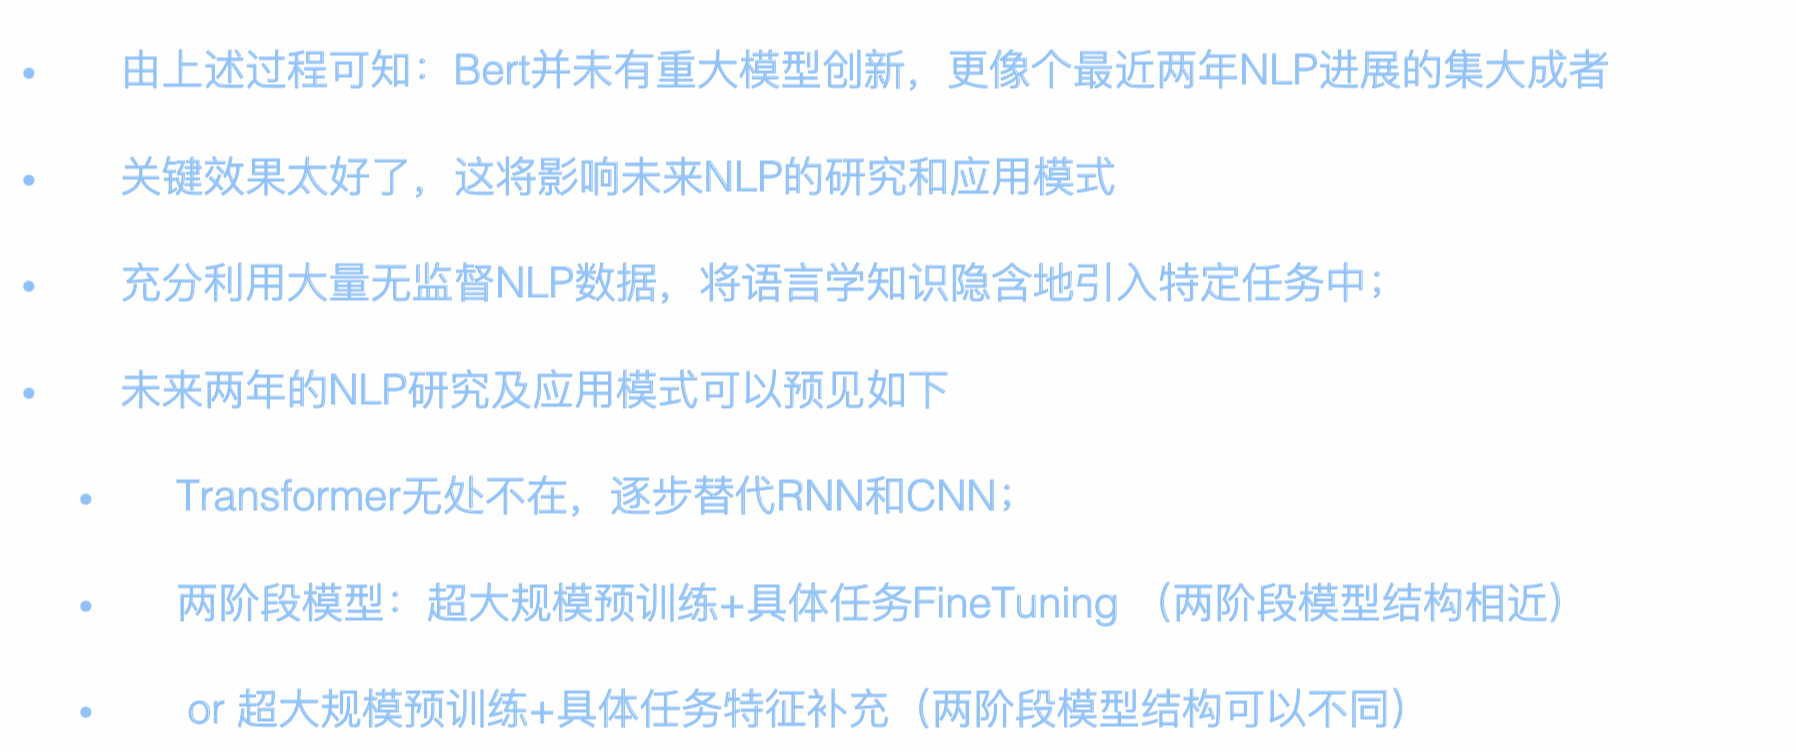 • 由上述过程可知：Bert并未有重大模型创新，更像个最近两年NLP进展的集大成者
• 关键效果太好了，这将影响未来NLP的研究和应用模式
• 充分利用大量无监督NLP数据，将语言学知识隐含地引入特定任务中；
• 未来两年的NLP研究及应用模式可以预见如下
• Transformer无处不在，逐步替代RNN和CNN；
• 两阶段模型：超大规模预训练+具体任务FineTuning （两阶段模型结构相近）
• or 超大规模预训练+具体任务特征补充（两阶段模型结构可以不同）